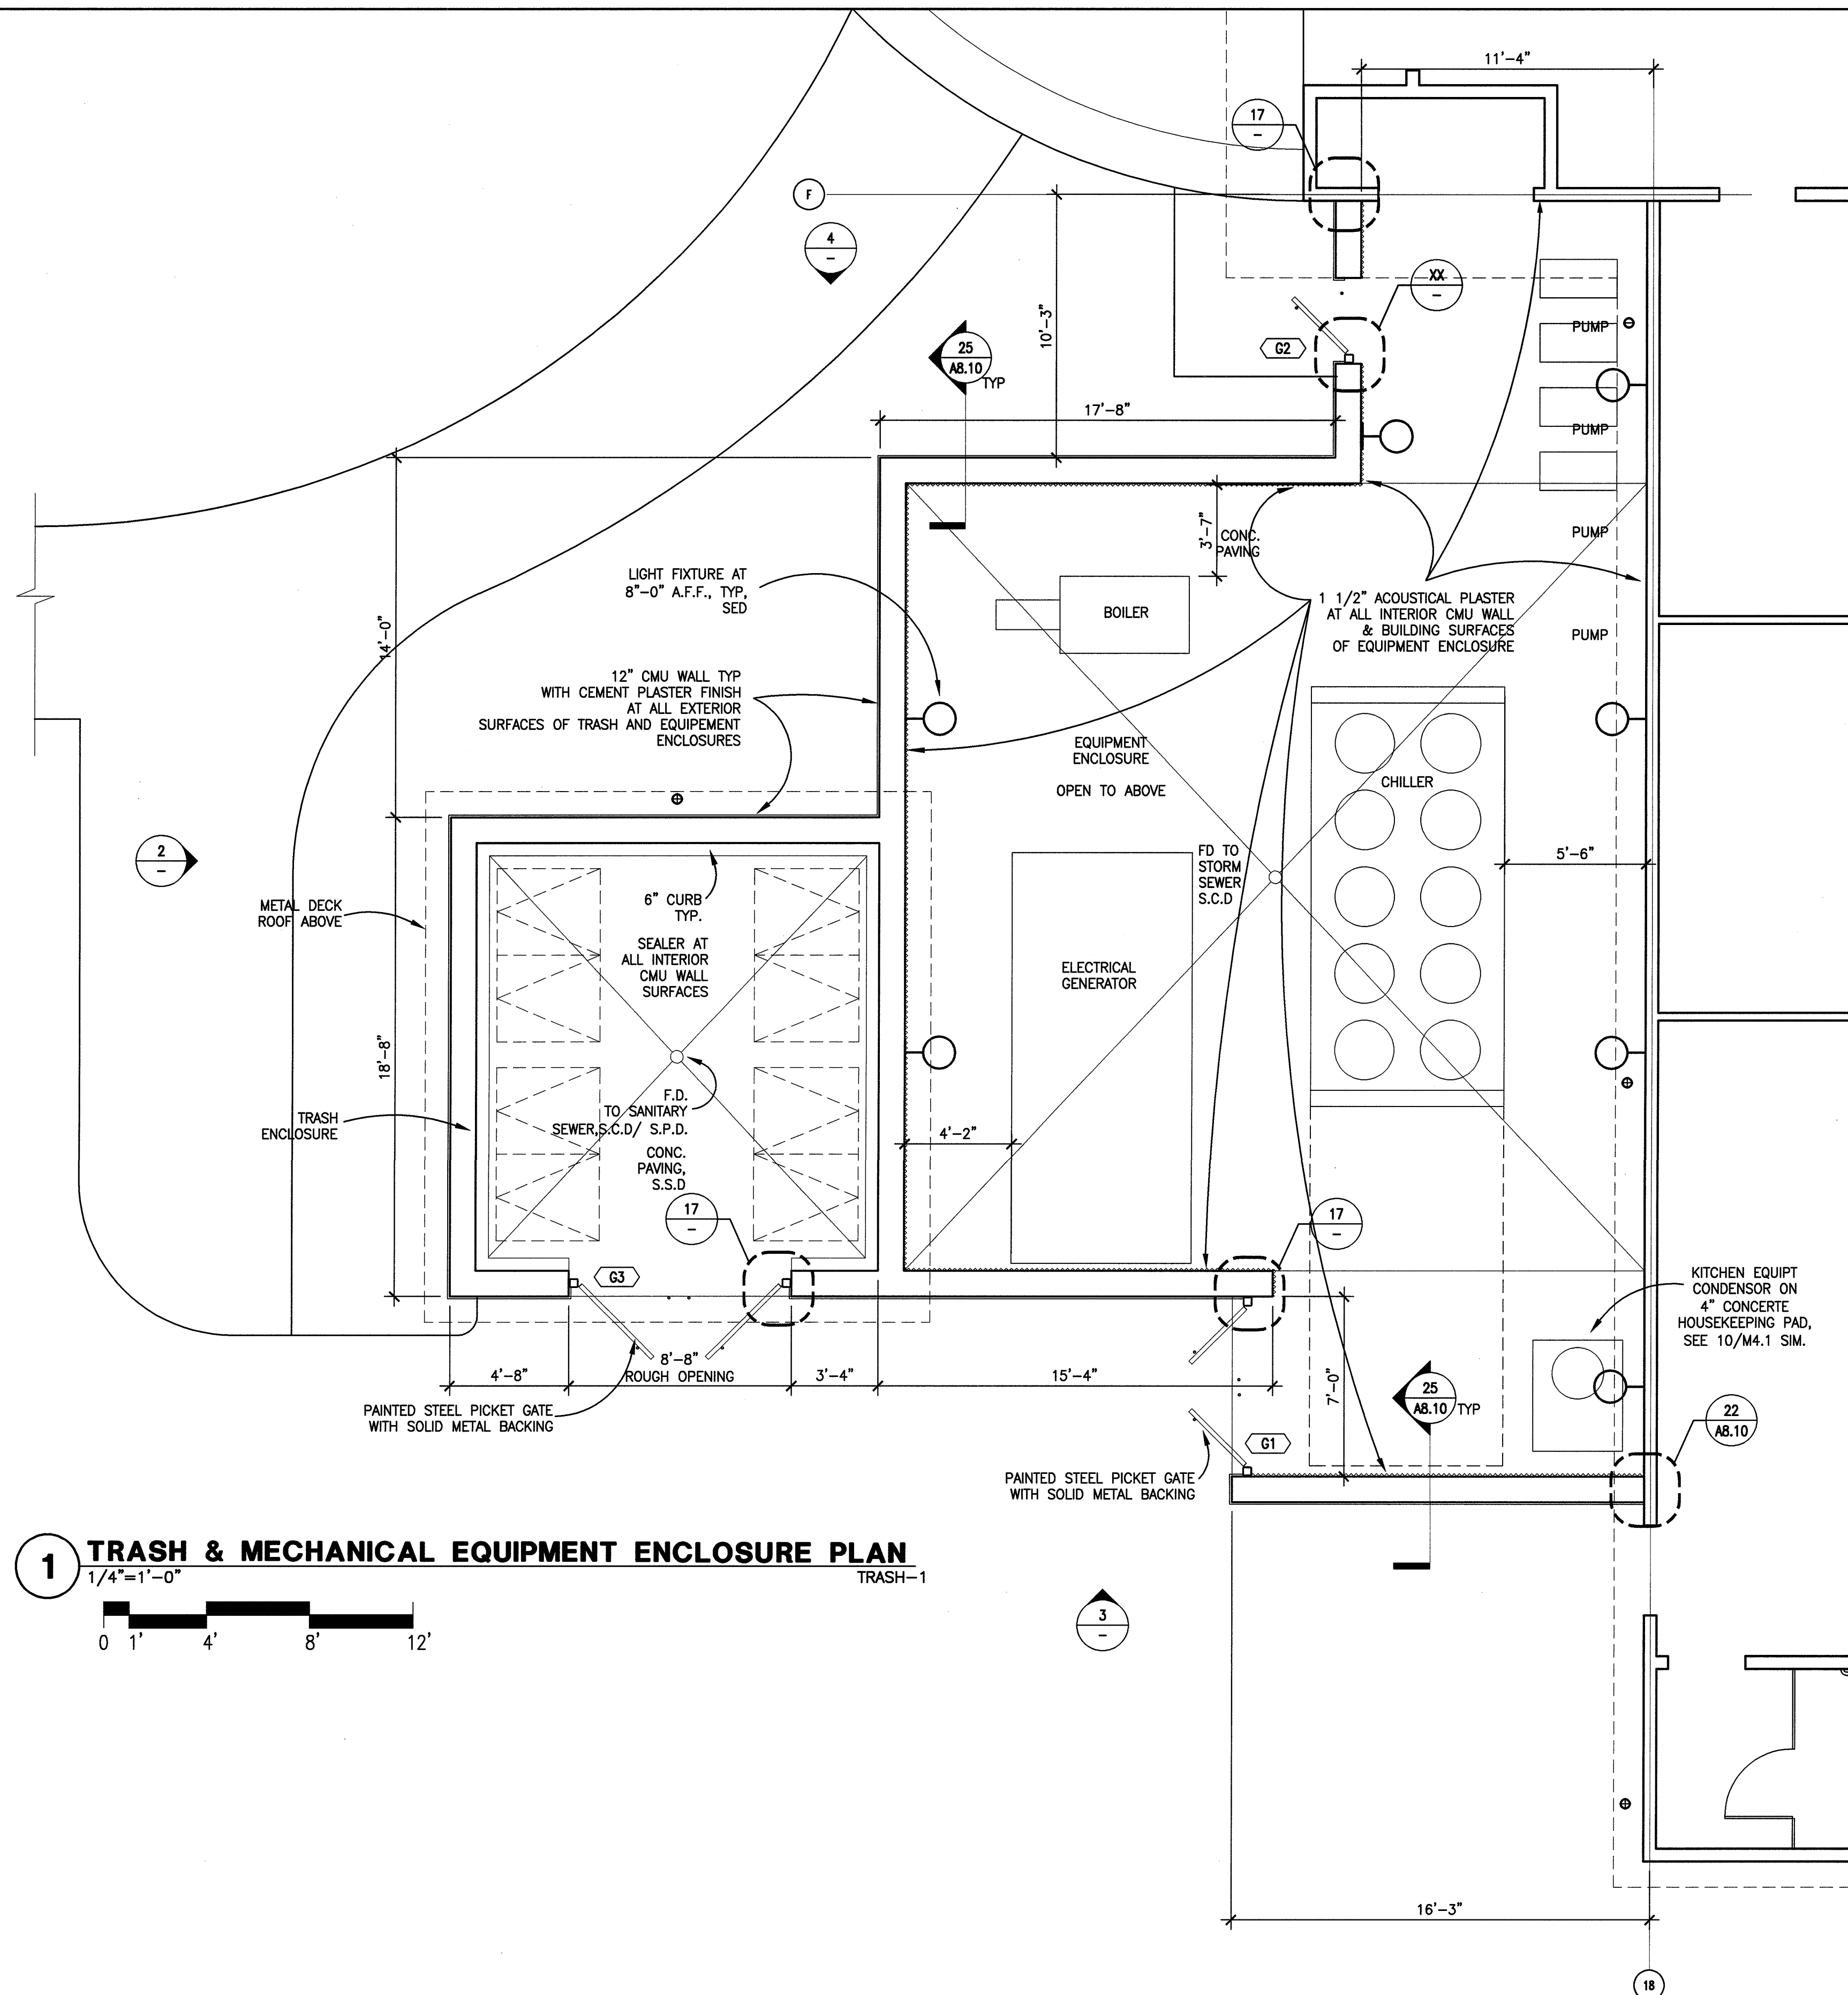 11'-4"
17
–
F
4
–
XX
–
PUMP
G2
10'-3"
25
A8.10
TYP
PUMP
17'-8"
3'-7"
CONC.
PAVING
PUMP
LIGHT FIXTURE AT
8"-0" A.F.F., TYP,
SED
BOILER
1 1/2" ACOUSTICAL PLASTER
AT ALL INTERIOR CMU WALL
& BUILDING SURFACES
OF EQUIPMENT ENCLOSURE
PUMP
14'-0"
12" CMU WALL TYP
WITH CEMENT PLASTER FINISH
AT ALL EXTERIOR
SURFACES OF TRASH AND EQUIPEMENT
ENCLOSURES
EQUIPMENT
ENCLOSURE
OPEN TO ABOVE
CHILLER
2
–
FD TO
STORM
SEWER
S.C.D
5'-6"
METAL DECK
ROOF ABOVE
6" CURB
TYP.
SEALER AT
ALL INTERIOR
CMU WALL
SURFACES
ELECTRICAL
GENERATOR
18'-8"
TRASH
ENCLOSURE
F.D.
TO SANITARY
SEWER,S.C.D/ S.P.D.
CONC.
PAVING,
S.S.D
4'-2"
17
–
17
–
G3
KITCHEN EQUIPT
CONDENSOR ON
4" CONCERTE
HOUSEKEEPING PAD,
SEE 10/M4.1 SIM.
4'-8"
8'-8"
ROUGH OPENING
3'-4"
15'-4"
7'-0"
25
A8.10
TYP
22
A8.10
PAINTED STEEL PICKET GATE
WITH SOLID METAL BACKING
G1
PAINTED STEEL PICKET GATE
WITH SOLID METAL BACKING
1
TRASH & MECHANICAL EQUIPMENT ENCLOSURE PLAN
1/4"=1'-0"
TRASH-1
0 1' 4' 8' 12'
3
–
16'-3"
18